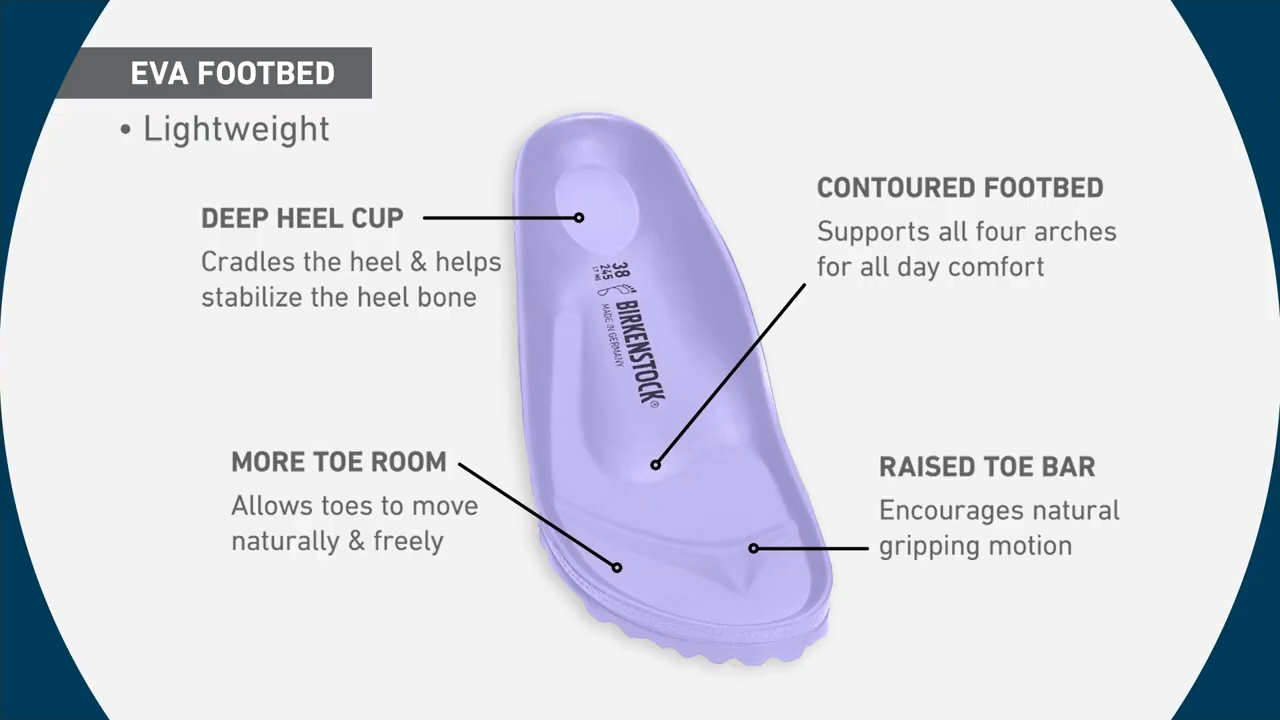 EVA FOOTBED
• Lightweight
DEEP HEEL CUP
Cradles the heel & helps
stabilize the heel bone
CONTOURED FOOTBED
Supports all four arches
for all day comfort
38
245
BIRKENSTOCK®
MADE IN GERMANY
MORE TOE ROOM
Allows toes to move
naturally & freely
RAISED TOE BAR
Encourages natural
gripping motion